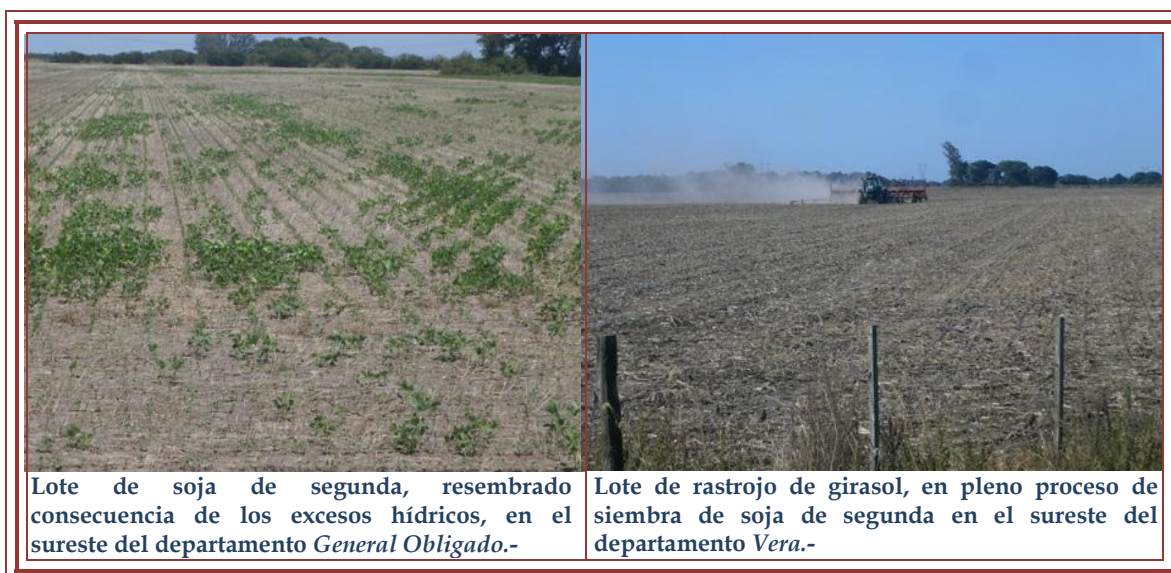 Lote de soja de segunda, resembrado
consecuencia de los excesos hídricos, en el
sureste del departamento General Obligado.-
Lote de rastrojo de girasol, en pleno proceso de
siembra de soja de segunda en el sureste del
departamento Vera.-